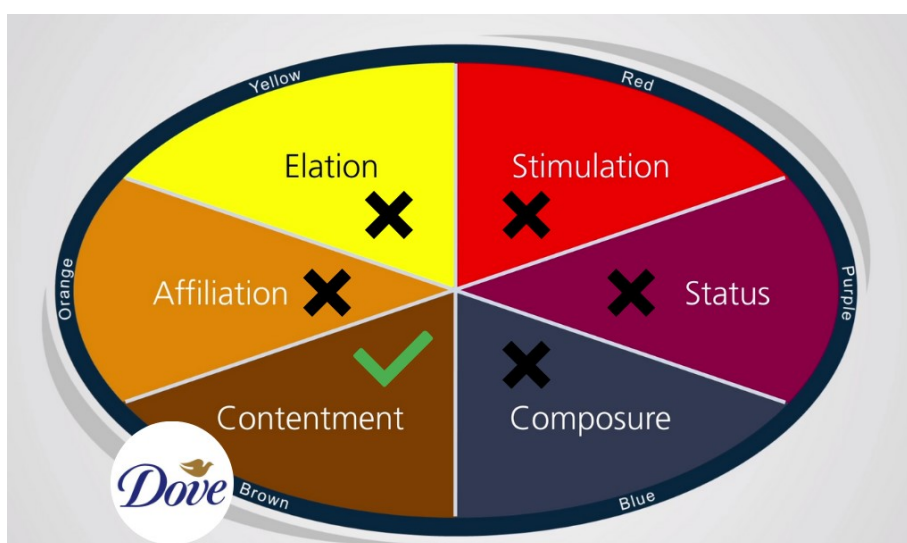 Yellow
Red
Elation
Stimulation
Orange
Affiliation
Status
Purple
Contentment
Composure
Dove
Brown
Blue